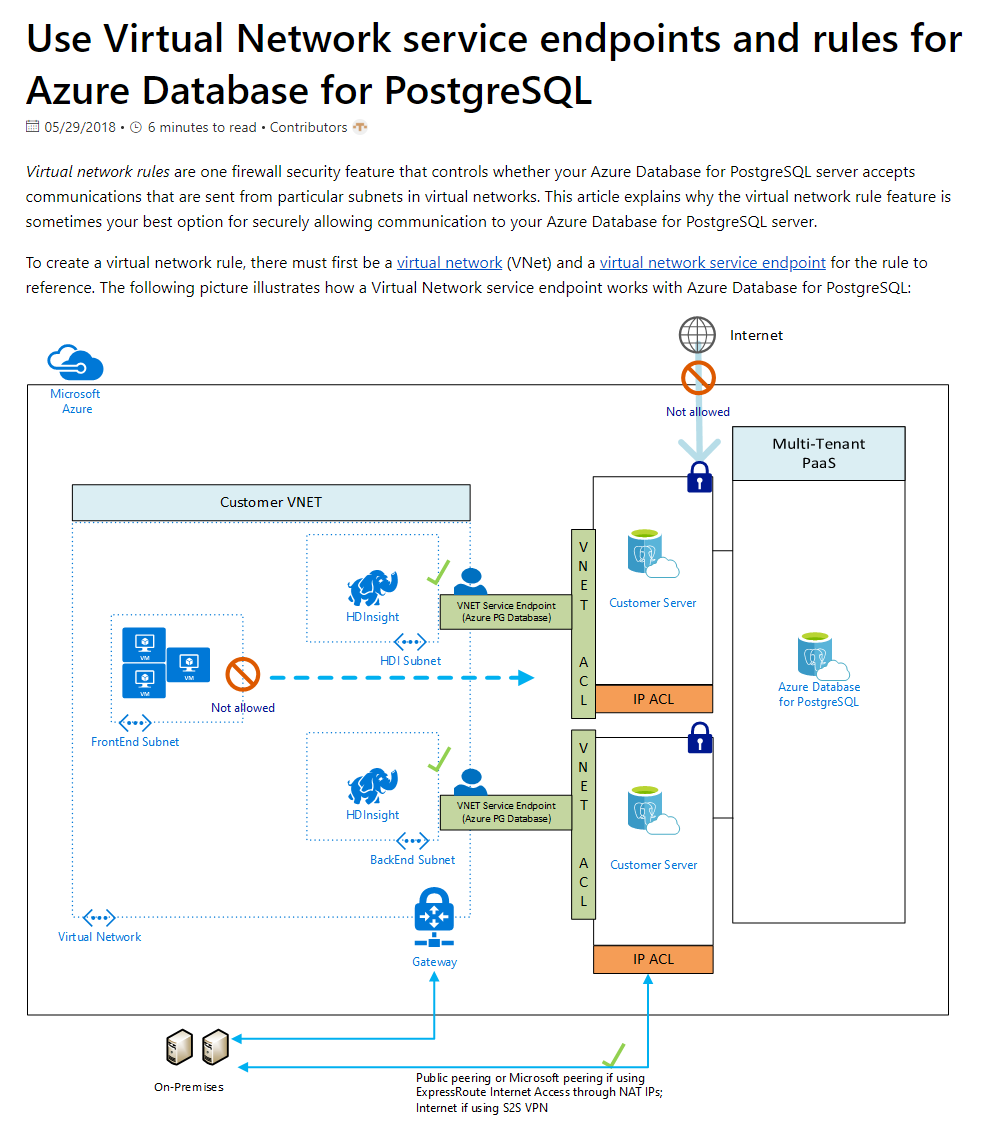 Use Virtual Network service endpoints and rules for
Azure Database for PostgreSQL
05/29/2018 • 6 minutes to read • Contributors
Virtual network rules are one firewall security feature that controls whether your Azure Database for PostgreSQL server accepts
communications that are sent from particular subnets in virtual networks. This article explains why the virtual network rule feature is
sometimes your best option for securely allowing communication to your Azure Database for PostgreSQL server.
To create a virtual network rule, there must first be a virtual network (VNet) and a virtual network service endpoint for the rule to
reference. The following picture illustrates how a Virtual Network service endpoint works with Azure Database for PostgreSQL:
Internet
Microsoft
Azure
Not allowed
Multi-Tenant
PaaS
Customer VNET
HDInsight
HDI Subnet
VNET Service Endpoint
(Azure PG Database)
VNET ACL
Customer Server
IP ACL
VM
VM
VM
Not allowed
FrontEnd Subnet
Azure Database
for PostgreSQL
HDInsight
BackEnd Subnet
VNET Service Endpoint
(Azure PG Database)
VNET ACL
Customer Server
IP ACL
Virtual Network
Gateway
On-Premises
Public peering or Microsoft peering if using
ExpressRoute Internet Access through NAT IPs;
Internet if using S2S VPN